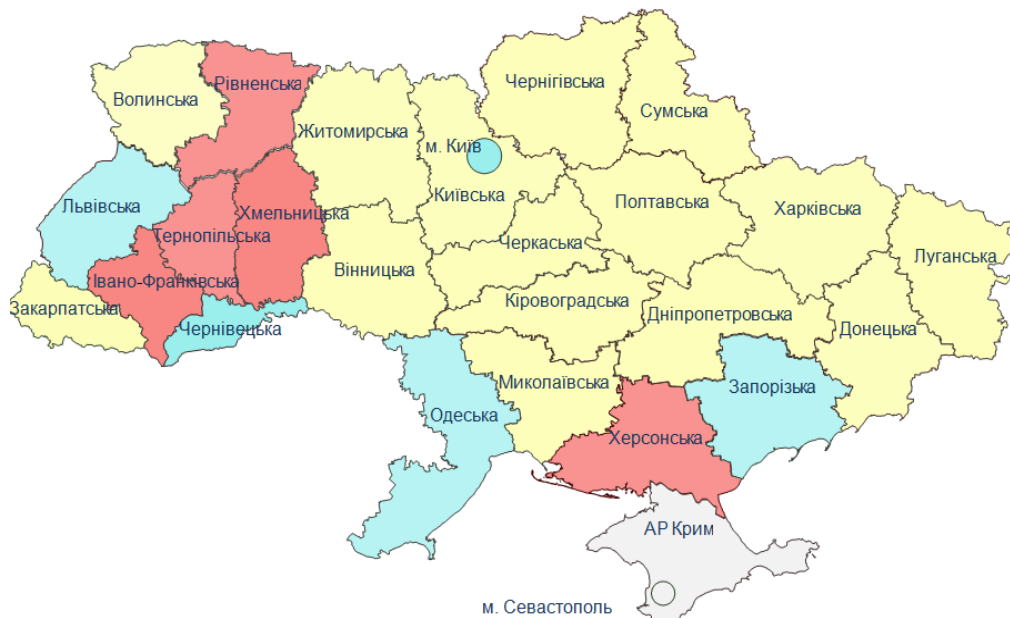 Чернігівська
Рівненська
Волинська
Сумська
Житомирська
м. Київ
Київська
Полтавська
Харківська
Львівська
Хмельницька
Тернопільська
Черкаська
Луганська
Вінницька
Івано-Франківська
Закарпатська
Кіровоградська
Дніпропетровська
Донецька
Чернівецька
Миколаївська
Запорізька
Одеська
Херсонська
АР Крим
м. Севастополь